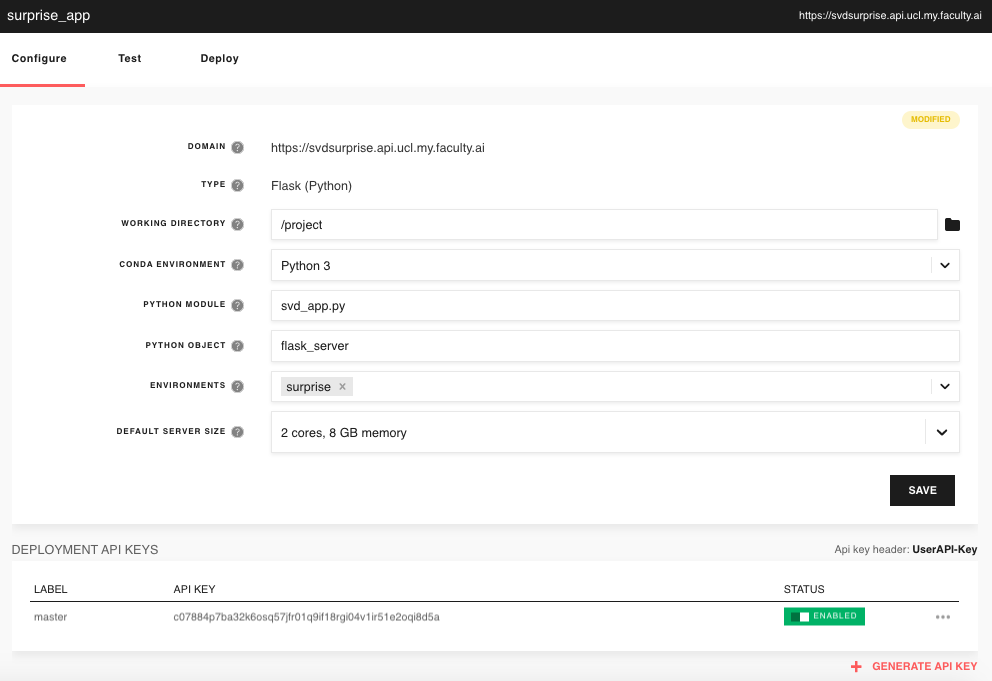 surprise_app https://svdsurprise.api.ucl.my.faculty.ai
Configure Test Deploy
MODIFIED
DOMAIN ? https://svdsurprise.api.ucl.my.faculty.ai
TYPE ? Flask (Python)
WORKING DIRECTORY ? /project
CONDA ENVIRONMENT ? Python 3
PYTHON MODULE ? svd_app.py
PYTHON OBJECT ? flask_server
ENVIRONMENTS ? surprise ×
DEFAULT SERVER SIZE ? 2 cores, 8 GB memory
SAVE
DEPLOYMENT API KEYS Api key header: UserAPI-Key
LABEL API KEY STATUS
master c07884p7ba32k6osq57jfr01q9if18rgi04v1ir51e2oqi8d5a ENABLED
+ GENERATE API KEY